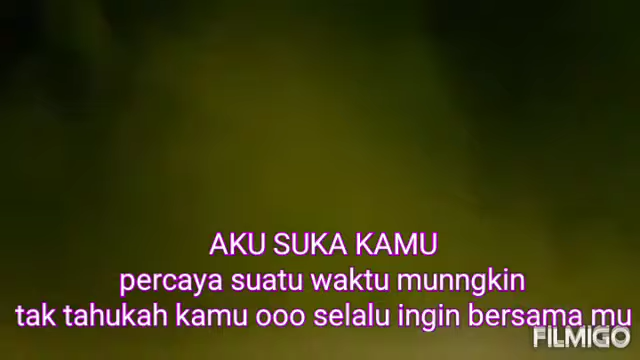 AKU SUKA KAMU
percaya suatu waktu munngkin
tak tahukah kamu ooo selalu ingin bersama mu
FILMIGO